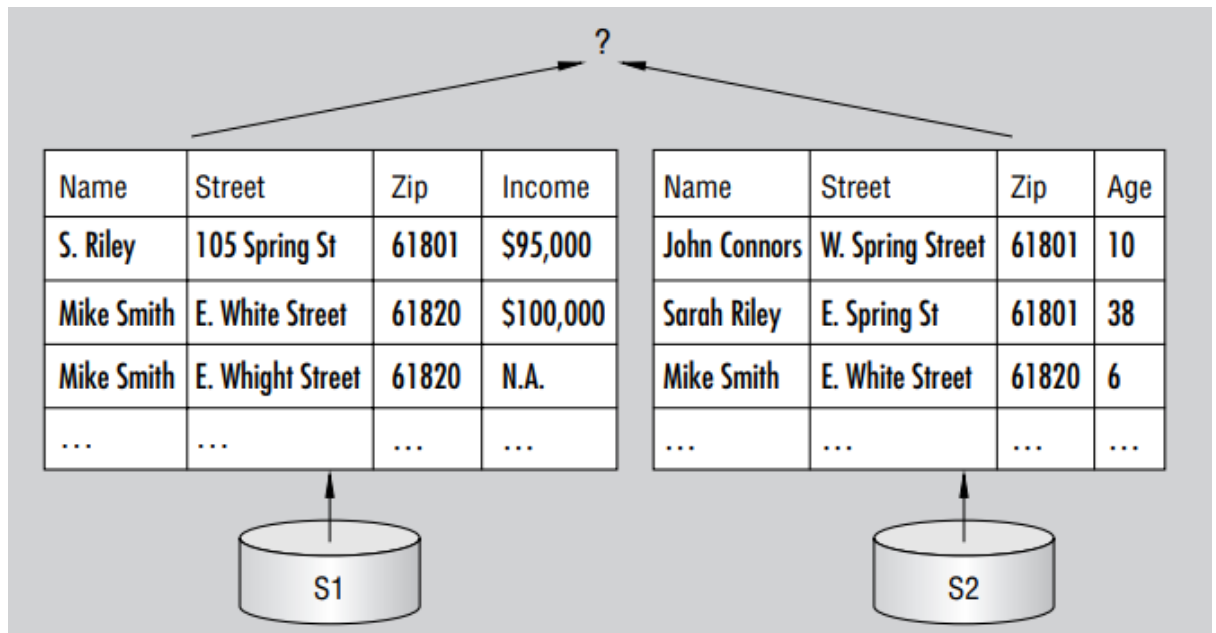 ?
Name Street Zip Income
S. Riley 105 Spring St 61801 $95,000
Mike Smith E. White Street 61820 $100,000
Mike Smith E. Whight Street 61820 N.A.
... ... ... ...
Name Street Zip Age
John Connors W. Spring Street 61801 10
Sarah Riley E. Spring St 61801 38
Mike Smith E. White Street 61820 6
... ... ... ...
S1
S2